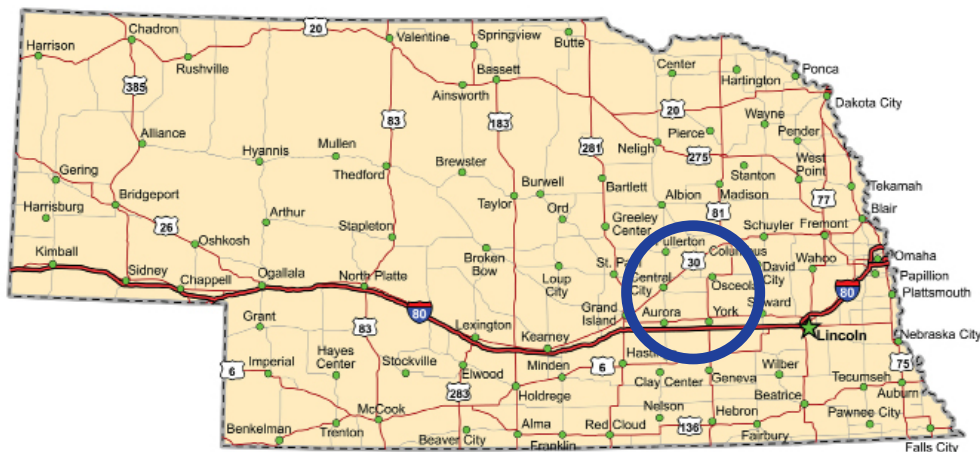 20
Chadron
Harrison
Rushville
385
Valentine
Springview
Butte
Bassett
Ainsworth
Center
Hartington
Ponca
Dakota City
83
183
281
20
Wayne
Pierce
Pender
Neligh
275
Alliance
Hyannis
Mullen
Thedford
Brewster
Stanton
West
Point
Gering
Bridgeport
Harrisburg
Taylor
Burwell
Bartlett
Albion
Madison
77
Tekamah
Blair
26
Arthur
Stapleton
Ord
Greeley
Center
81
Schuyler
Fremont
Kimball
Oshkosh
Broken
Bow
Fullerton
Columbus
30
Wahoo
Omaha
Sidney
Chappell
Ogallala
North Platte
Loup
City
Central
City
Osceola
David
City
80
Papillion
Plattsmouth
Grand
Island
Aurora
York
80
Lincoln
Grant
83
Lexington
Kearney
Nebraska City
Imperial
Hayes
Center
Stockville
Elwood
Minden
6
Clay Center
Geneva
Wilber
75
6
283
Holdrege
Tecumseh
Auburn
Beatrice
McCook
Nelson
Hebron
Pawnee City
Benkelman
Trenton
Beaver City
Alma
Franklin
Red Cloud
136
Fairbury
Falls City